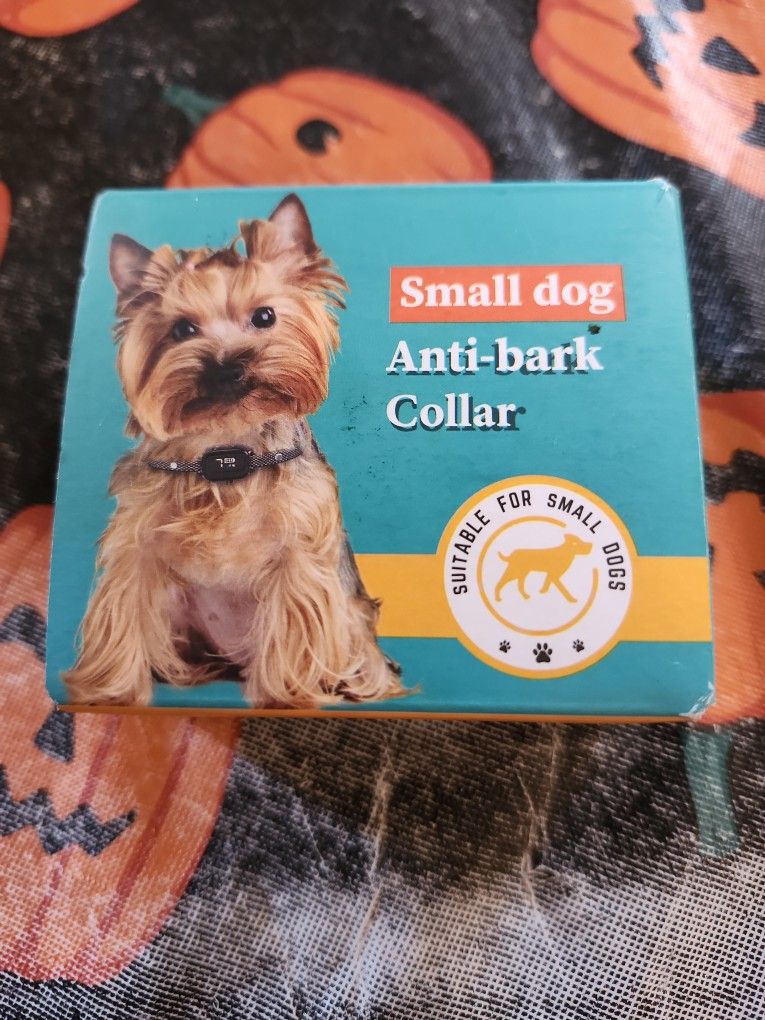 Small dog
Anti-bark
Collar
SUITABLE FOR SMALL DOGS